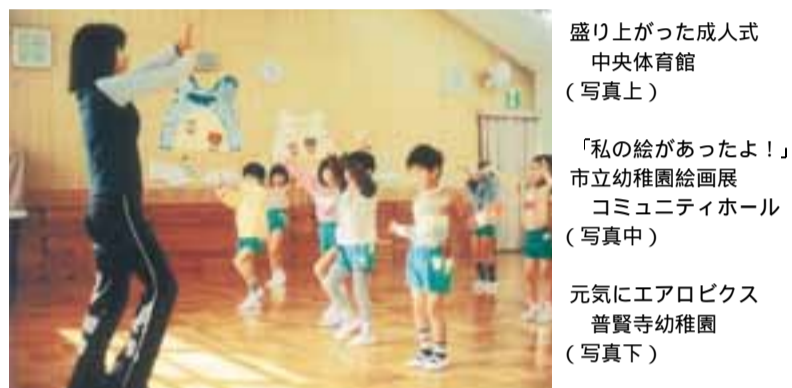 盛り上がった成人式
中央体育館
(写真上)
「私の絵があったよ!」
市立幼稚園絵画展
コミュニティホール
(写真中)
元気にエアロビクス
普賢寺幼稚園
(写真下)